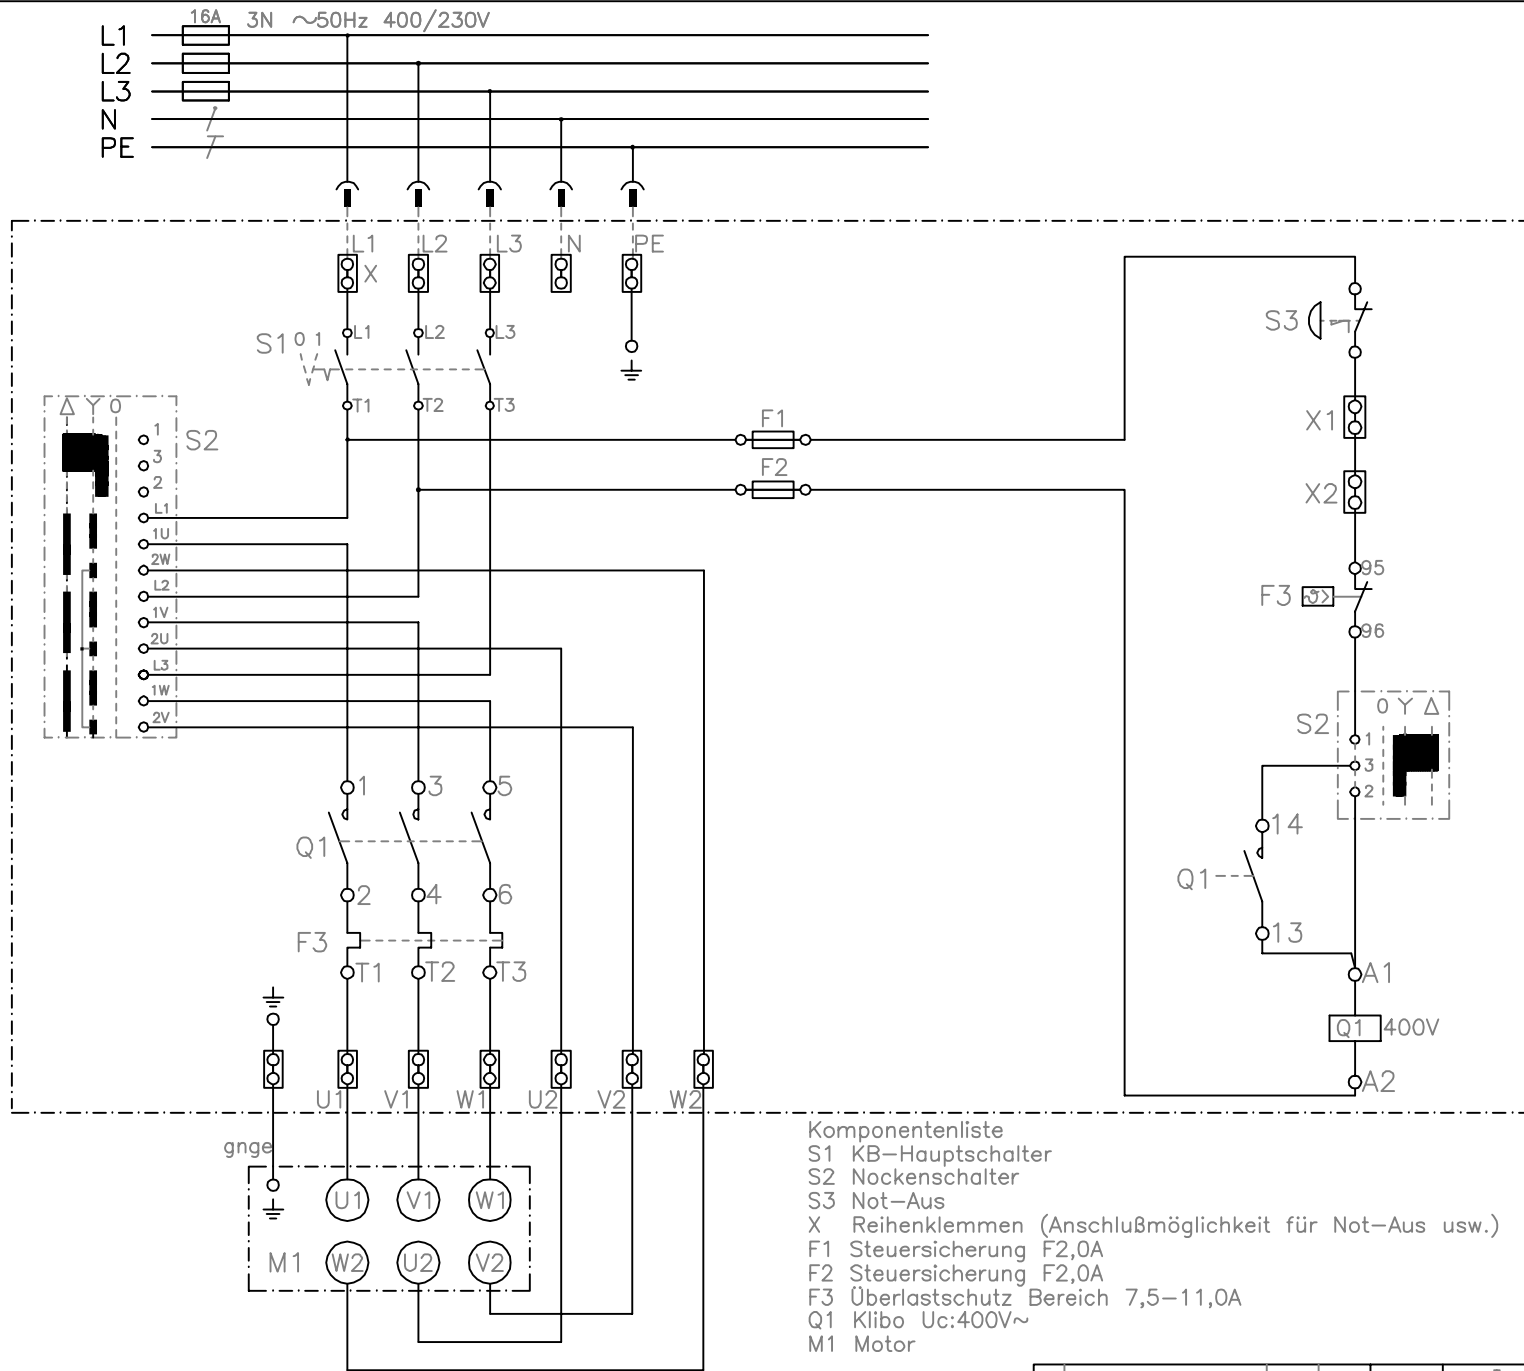 16A 3N ~50Hz 400/230V
L1
L2
L3
N
PE
L1 L2 L3 N PE
X
S1 0 1 L1 L2 L3
T1 T2 T3
S3
Δ Y 0
S2
1
3
2
L1
1U
2W
L2
1V
2U
L3
1W
2V
F1
F2
X1
X2
95
F3 ϑ>
96
0 Y Δ
S2
1
3
2
1 3 5
Q1
2 4 6
F3
T1 T2 T3
14
Q1
13
A1
Q1 400V
A2
U1 V1 W1 U2 V2 W2
gnge
U1 V1 W1
M1 W2 U2 V2
Komponentenliste
S1 KB-Hauptschalter
S2 Nockenschalter
S3 Not-Aus
X Reihenklemmen (Anschlußmöglichkeit für Not-Aus usw.)
F1 Steuersicherung F2,0A
F2 Steuersicherung F2,0A
F3 Überlastschutz Bereich 7,5-11,0A
Q1 Klibo Uc:400V~
M1 Motor